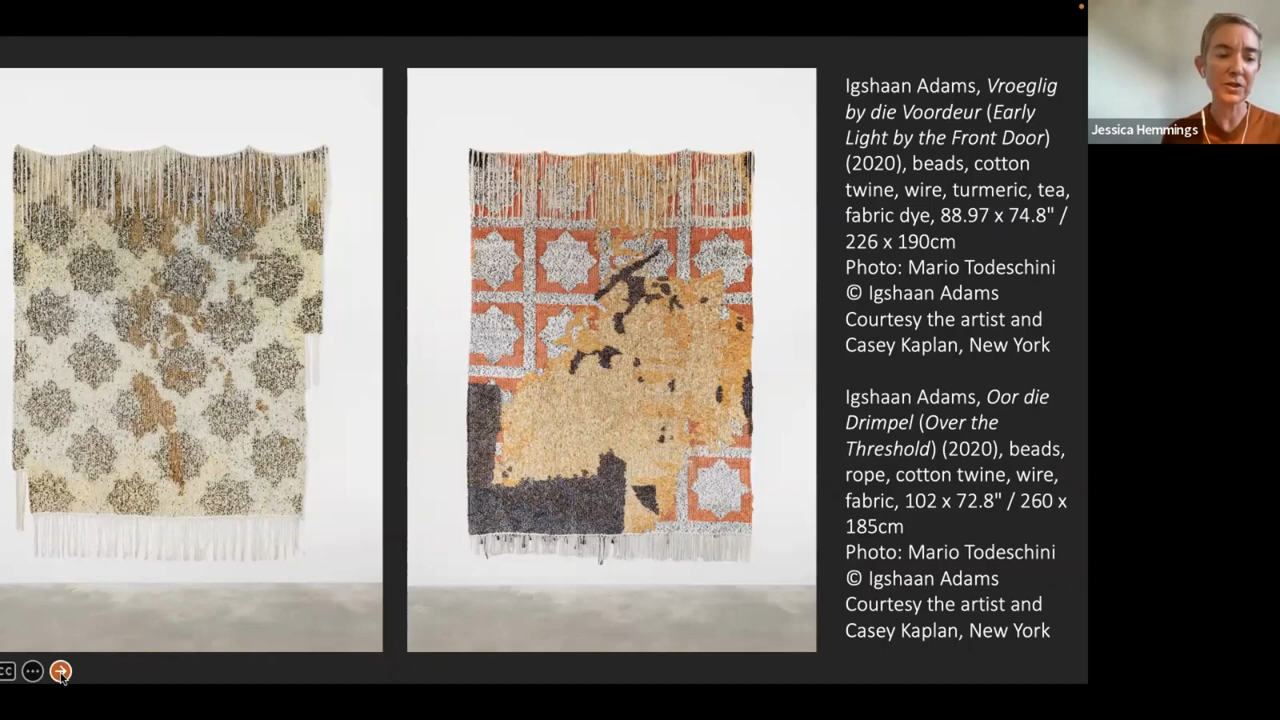 Igshaan Adams, Vroeglig
by die Voordeur (Early
Light by the Front Door)
(2020), beads, cotton
twine, wire, turmeric, tea,
fabric dye, 88.97 x 74.8" /
226 x 190cm
Photo: Mario Todeschini
© Igshaan Adams
Courtesy the artist and
Casey Kaplan, New York
Igshaan Adams, Oor die
Drimpel (Over the
Threshold) (2020), beads,
rope, cotton twine, wire,
fabric, 102 x 72.8" / 260 x
185cm
Photo: Mario Todeschini
© Igshaan Adams
Courtesy the artist and
Casey Kaplan, New York
Jessica Hemmings
CC